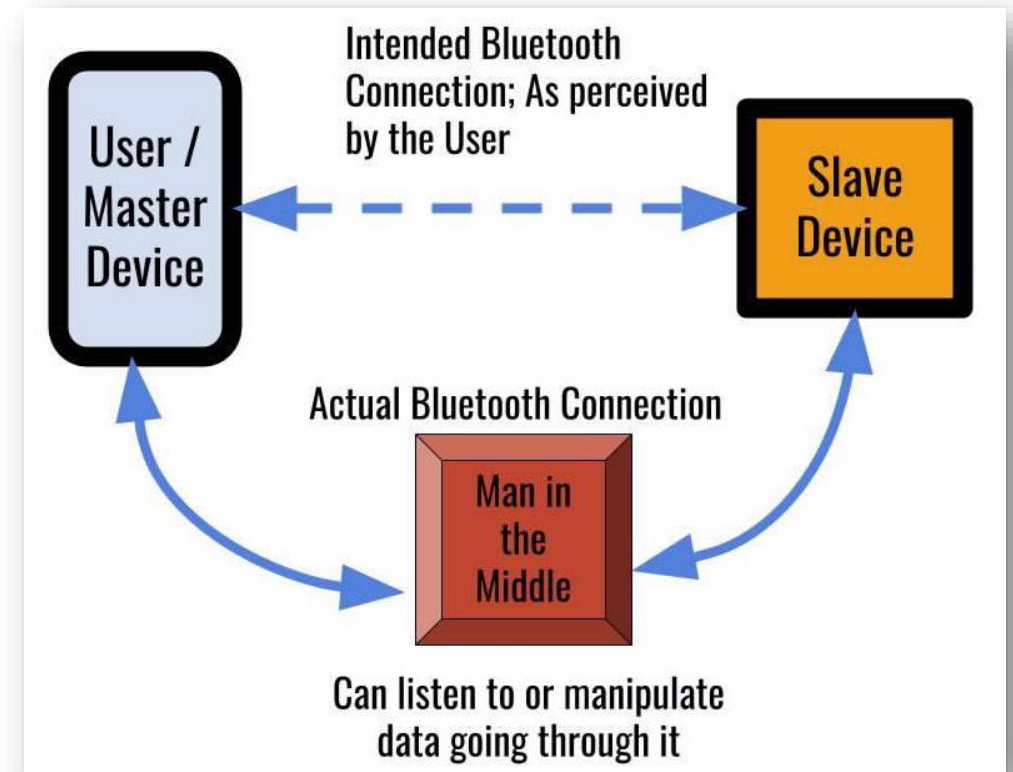 Intended Bluetooth
Connection; As perceived
by the User
User /
Master
Device
Slave
Device
Actual Bluetooth Connection
Man in
the
Middle
Can listen to or manipulate
data going through it